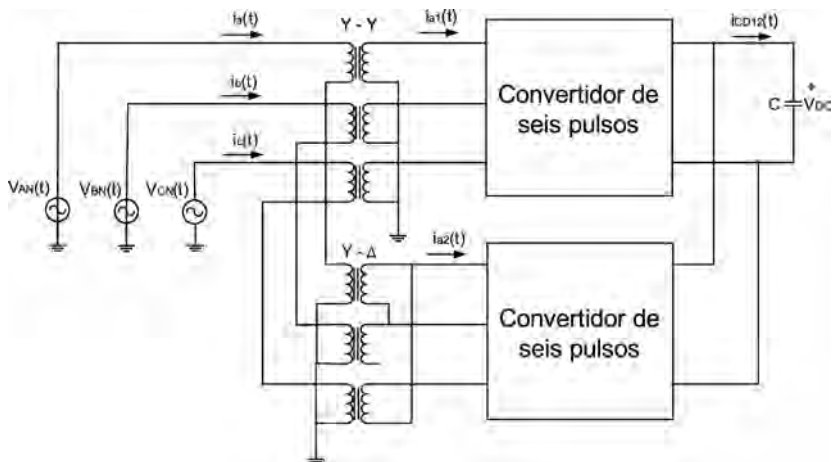 ia(t)
Y - Y
ia1(t)
iCD12(t)
ib(t)
Convertidor de
seis pulsos
C
+
VDC
ic(t)
VAN(t)
VBN(t)
VCN(t)
Y - Δ
ia2(t)
Convertidor de
seis pulsos